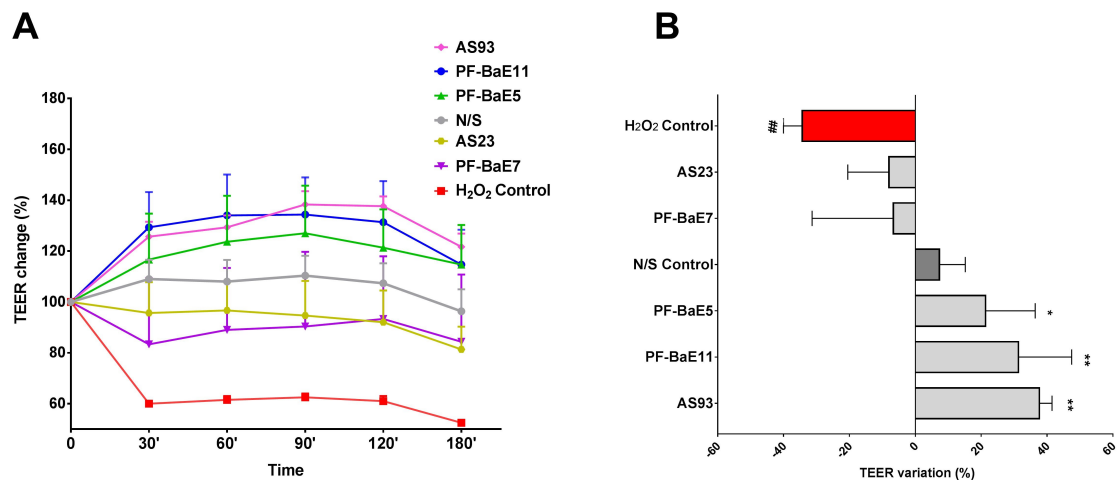 A
AS93
PF-BaE11
PF-BaE5
N/S
AS23
PF-BaE7
H₂O₂ Control
TEER change (%)
180
160
140
120
100
80
60
0 30' 60' 90' 120' 180'
Time
B
H₂O₂ Control
##
AS23
PF-BaE7
N/S Control
PF-BaE5
*
PF-BaE11
**
AS93
**
-60 -40 -20 0 20 40 60
TEER variation (%)